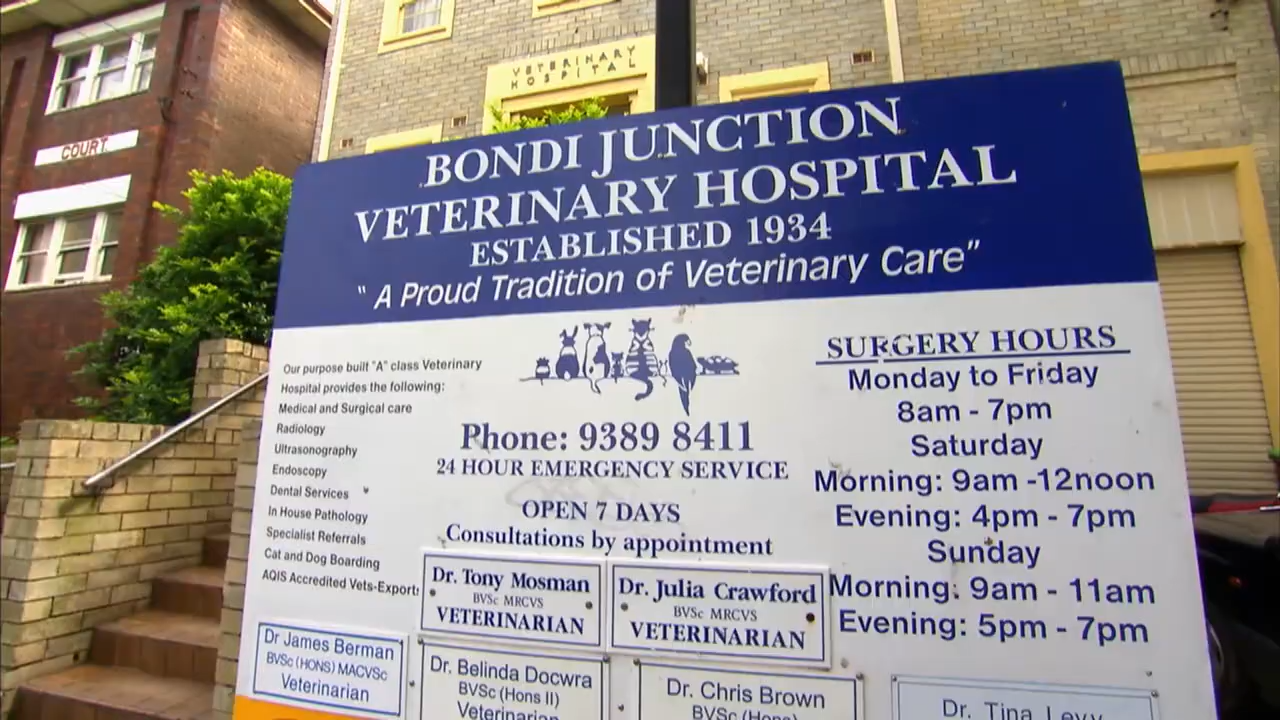 COURT
VETERINARY
HOSPITAL
BONDI JUNCTION
VETERINARY HOSPITAL
ESTABLISHED 1934
" A Proud Tradition of Veterinary Care"
Our purpose built "A" class Veterinary
Hospital provides the following:
Medical and Surgical care
Radiology
Ultrasonography
Endoscopy
Dental Services
In House Pathology
Specialist Referrals
Cat and Dog Boarding
AQIS Accredited Vets-Exports
Phone: 9389 8411
24 HOUR EMERGENCY SERVICE
OPEN 7 DAYS
Consultations by appointment
SURGERY HOURS
Monday to Friday
8am - 7pm
Saturday
Morning: 9am -12noon
Evening: 4pm - 7pm
Sunday
Morning: 9am - 11am
Evening: 5pm - 7pm
Dr. Tony Mosman
BVSc MRCVS
VETERINARIAN
Dr. Julia Crawford
BVSc MRCVS
VETERINARIAN
Dr James Berman
BVSc (HONS) MACVSc
Veterinarian
Dr. Belinda Docwra
BVSc (Hons II)
Veterinarian
Dr. Chris Brown
BVSc (Hons)
Dr. Tina Levy